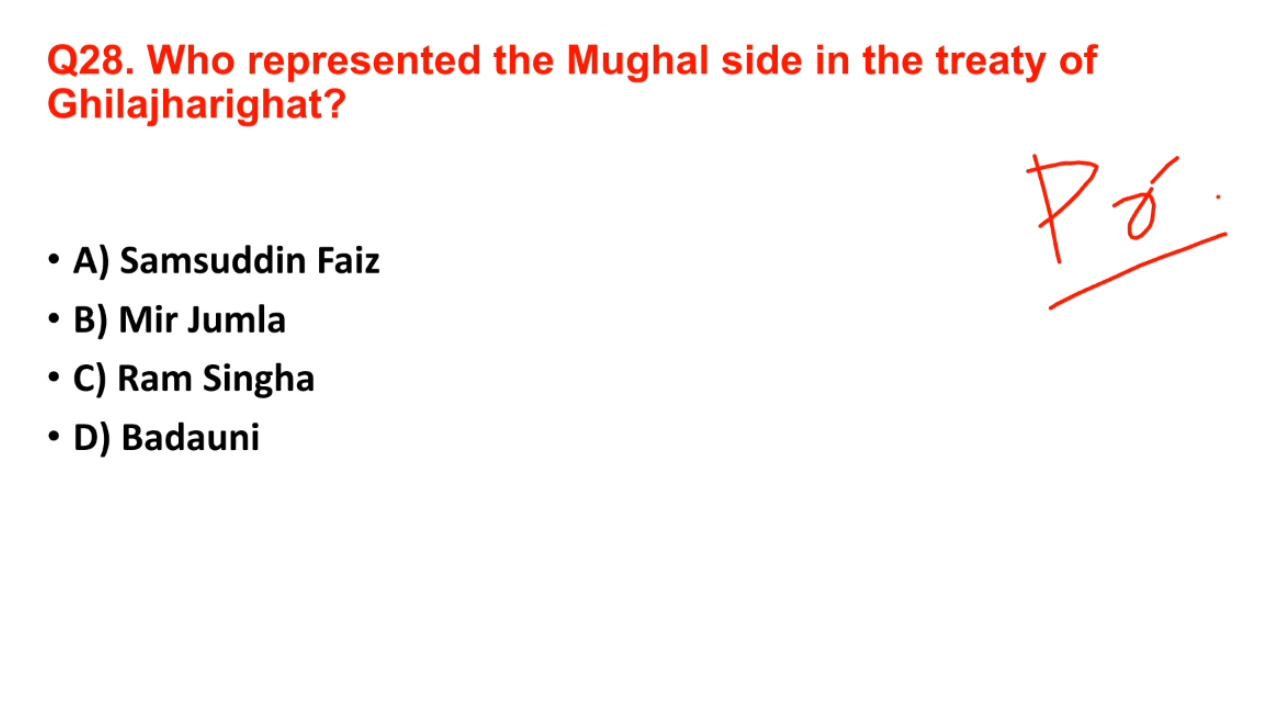 Q28. Who represented the Mughal side in the treaty of
Ghilajharighat?
• A) Samsuddin Faiz
• B) Mir Jumla
• C) Ram Singha
• D) Badauni